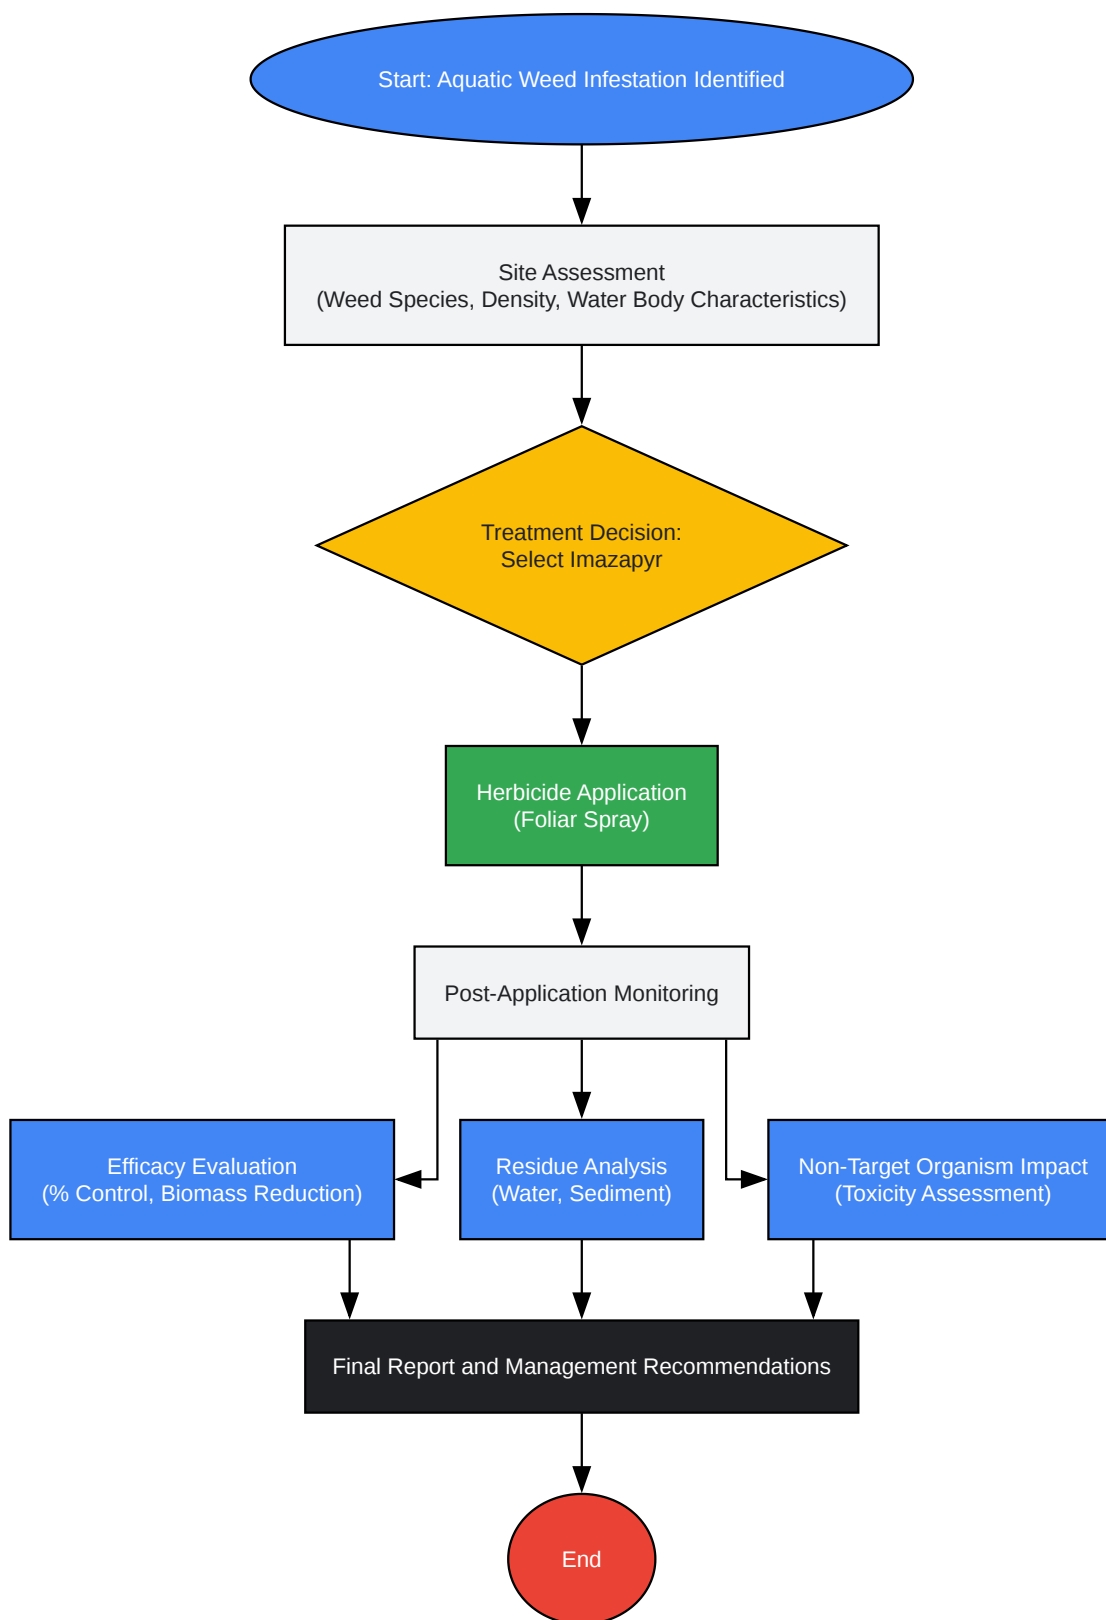 Start: Aquatic Weed Infestation Identified
Site Assessment
(Weed Species, Density, Water Body Characteristics)
Treatment Decision:
Select Imazapyr
Herbicide Application
(Foliar Spray)
Post-Application Monitoring
Efficacy Evaluation
(% Control, Biomass Reduction)
Residue Analysis
(Water, Sediment)
Non-Target Organism Impact
(Toxicity Assessment)
Final Report and Management Recommendations
End